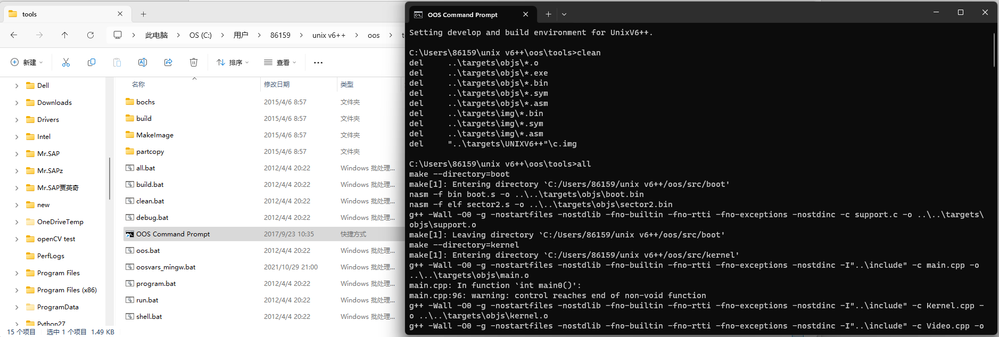 tools
此电脑 > OS (C:) > 用户 > 86159 > unix v6++ > oos >
新建
排序
查看
Dell
Downloads
Drivers
Intel
Mr.SAP
Mr.SAPz
Mr.SAP贾英奇
new
OneDriveTemp
openCV test
PerfLogs
Program Files
Program Files (x86)
ProgramData
Python27
名称 修改日期 类型
bochs 2015/4/6 8:57 文件夹
build 2015/4/6 8:57 文件夹
MakeImage 2015/4/6 8:57 文件夹
partcopy 2015/4/6 8:57 文件夹
all.bat 2012/4/4 20:22 Windows 批处理...
build.bat 2012/4/4 20:22 Windows 批处理...
clean.bat 2012/4/4 20:22 Windows 批处理...
debug.bat 2012/4/4 20:22 Windows 批处理...
OOS Command Prompt 2017/9/23 10:35 快捷方式
oos.bat 2012/4/4 20:22 Windows 批处理...
oosvars_mingw.bat 2021/10/29 21:00 Windows 批处理...
program.bat 2012/4/4 20:22 Windows 批处理...
run.bat 2012/4/4 20:22 Windows 批处理...
shell.bat 2012/4/4 20:22 Windows 批处理...
15 个项目 选中 1 个项目 1.49 KB
OOS Command Prompt
Setting develop and build environment for UnixV6++.
C:\Users\86159\unix v6++\oos\tools>clean
del ..\targets\objs\*.o
del ..\targets\objs\*.exe
del ..\targets\objs\*.bin
del ..\targets\objs\*.sym
del ..\targets\objs\*.asm
del ..\targets\img\*.bin
del ..\targets\img\*.sym
del ..\targets\img\*.asm
del "..\targets\UNIXV6++"\c.img
C:\Users\86159\unix v6++\oos\tools>all
make --directory=boot
make[1]: Entering directory `C:/Users/86159/unix v6++/oos/src/boot'
nasm -f bin boot.s -o ..\..\targets\objs\boot.bin
nasm -f elf sector2.s -o ..\..\targets\objs\sector2.bin
g++ -Wall -O0 -g -nostartfiles -nostdlib -fno-builtin -fno-rtti -fno-exceptions -nostdinc -c support.c -o ..\..\targets\
objs\support.o
make[1]: Leaving directory `C:/Users/86159/unix v6++/oos/src/boot'
make --directory=kernel
make[1]: Entering directory `C:/Users/86159/unix v6++/oos/src/kernel'
g++ -Wall -O0 -g -nostartfiles -nostdlib -fno-builtin -fno-rtti -fno-exceptions -nostdinc -I"..\include" -c main.cpp -o
..\..\targets\objs\main.o
main.cpp: In function `int main0()':
main.cpp:96: warning: control reaches end of non-void function
g++ -Wall -O0 -g -nostartfiles -nostdlib -fno-builtin -fno-rtti -fno-exceptions -nostdinc -I"..\include" -c Kernel.cpp -
o ..\..\targets\objs\kernel.o
g++ -Wall -O0 -g -nostartfiles -nostdlib -fno-builtin -fno-rtti -fno-exceptions -nostdinc -I"..\include" -c Video.cpp -o